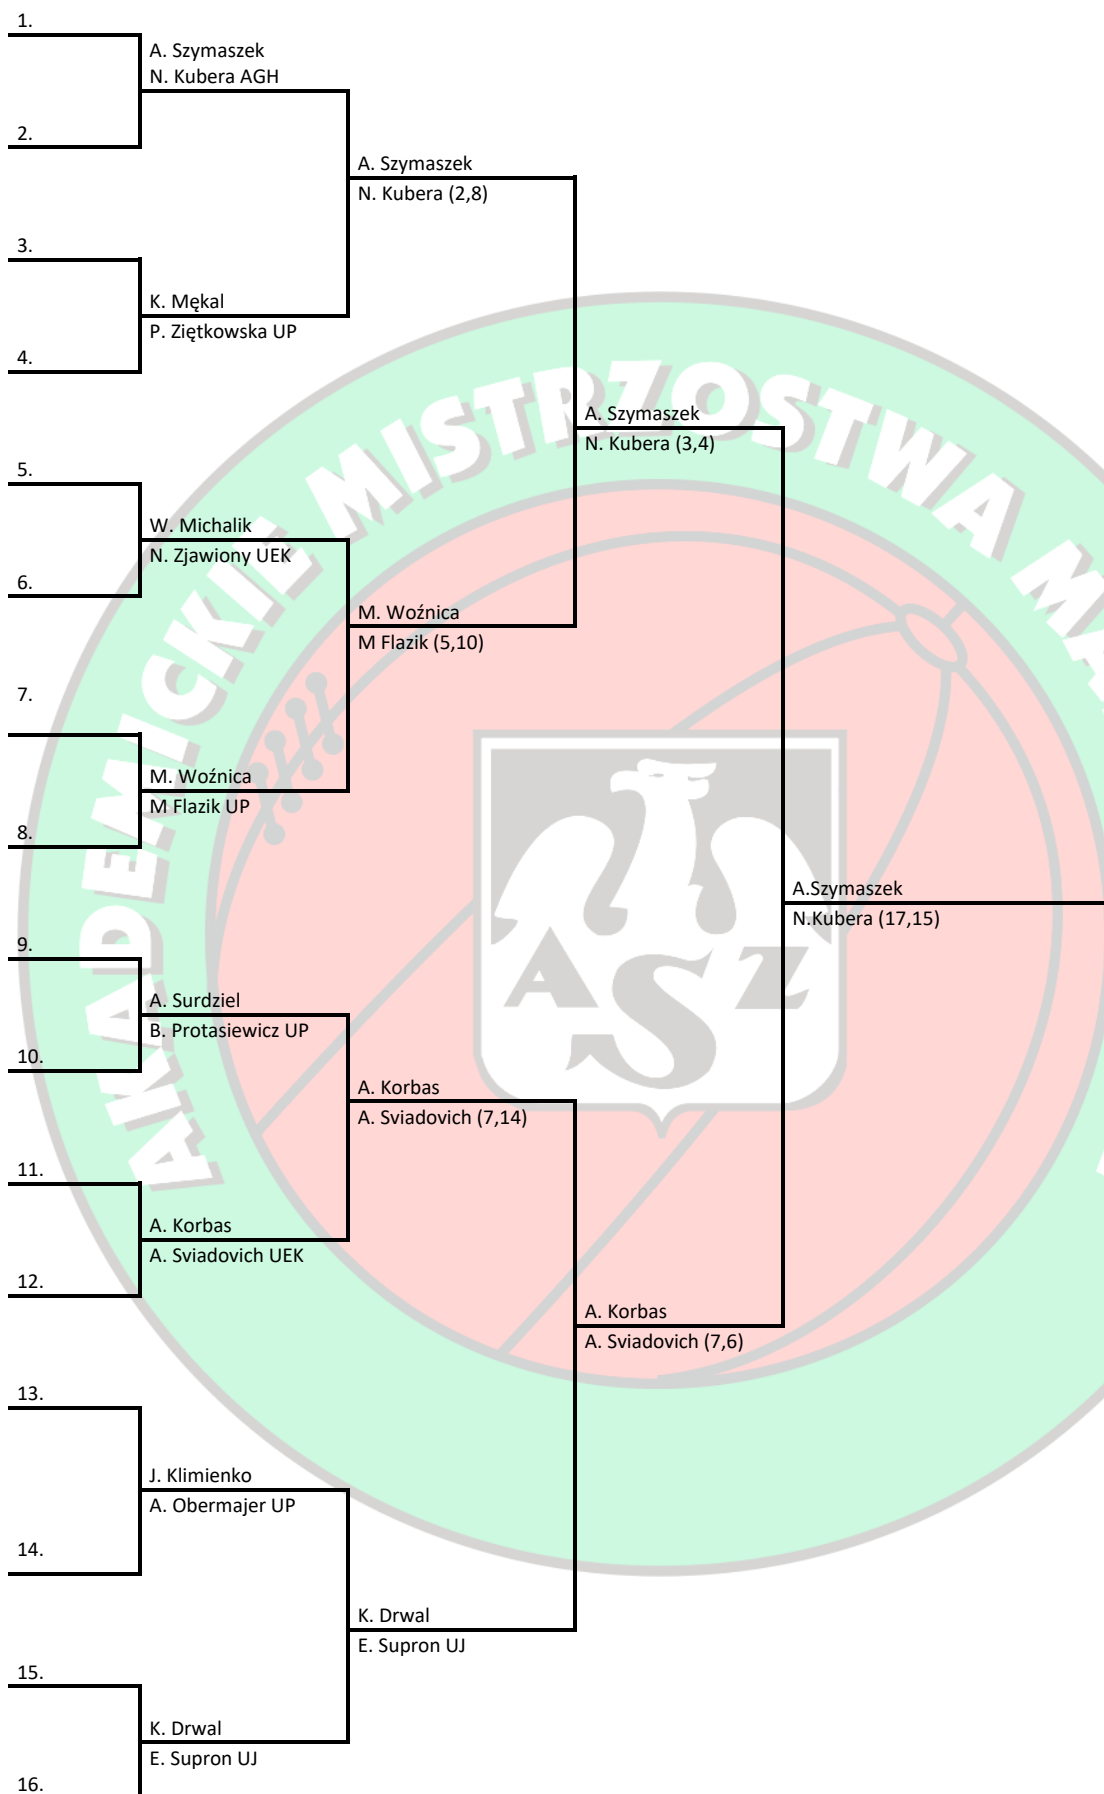 1.
A. Szymaszek
N. Kubera AGH
2.
A. Szymaszek
N. Kubera (2,8)
3.
K. Mękal
P. Ziętkowska UP
4.
A. Szymaszek
N. Kubera (3,4)
5.
W. Michalik
N. Zjawiony UEK
6.
M. Woźnica
M Flazik (5,10)
7.
M. Woźnica
M Flazik UP
8.
A.Szymaszek
N.Kubera (17,15)
9.
A. Surdziel
B. Protasiewicz UP
10.
A. Korbas
A. Sviadovich (7,14)
11.
A. Korbas
A. Sviadovich UEK
12.
A. Korbas
A. Sviadovich (7,6)
13.
J. Klimienko
A. Obermajer UP
14.
K. Drwal
E. Supron UJ
15.
K. Drwal
E. Supron UJ
16.
AKADEMICKIE MISTRZOSTWA
ASZ